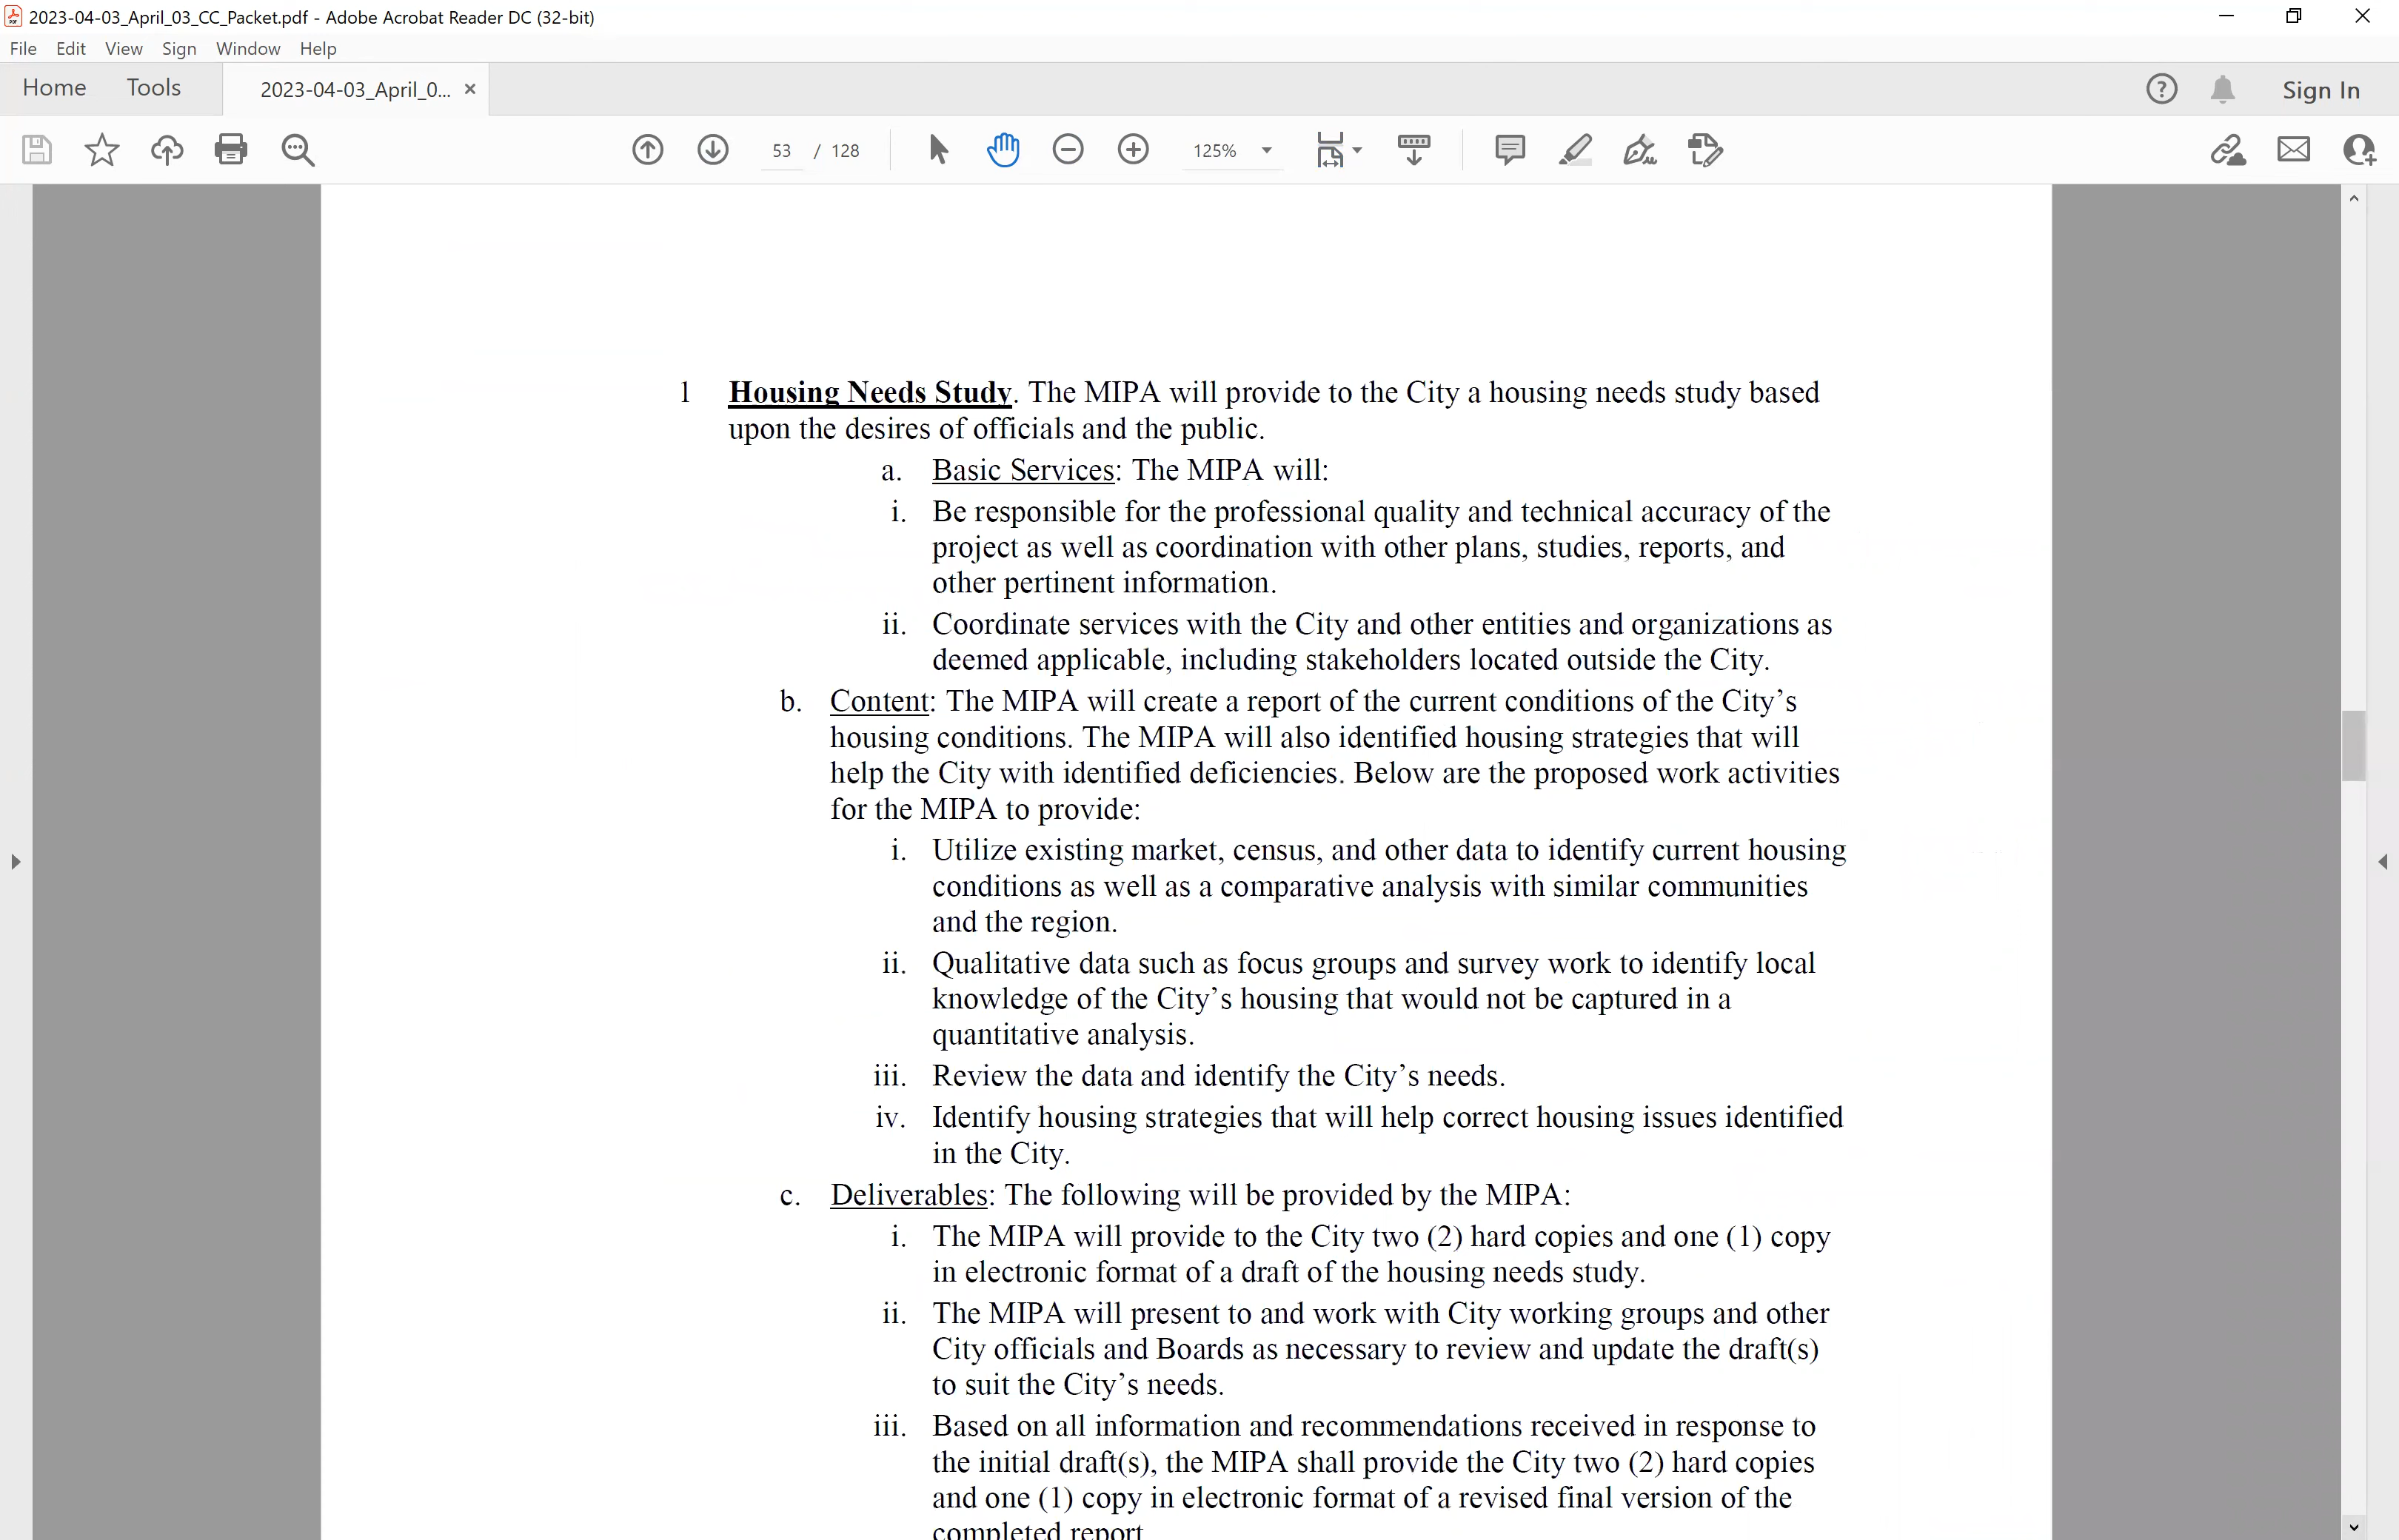 2023-04-03_April_03_CC_Packet.pdf - Adobe Acrobat Reader DC (32-bit)
File Edit View Sign Window Help
Home Tools 2023-04-03_April_0... × Sign In
53 / 128 125%
1 Housing Needs Study. The MIPA will provide to the City a housing needs study based
upon the desires of officials and the public.
a. Basic Services: The MIPA will:
i. Be responsible for the professional quality and technical accuracy of the
project as well as coordination with other plans, studies, reports, and
other pertinent information.
ii. Coordinate services with the City and other entities and organizations as
deemed applicable, including stakeholders located outside the City.
b. Content: The MIPA will create a report of the current conditions of the City’s
housing conditions. The MIPA will also identified housing strategies that will
help the City with identified deficiencies. Below are the proposed work activities
for the MIPA to provide:
i. Utilize existing market, census, and other data to identify current housing
conditions as well as a comparative analysis with similar communities
and the region.
ii. Qualitative data such as focus groups and survey work to identify local
knowledge of the City’s housing that would not be captured in a
quantitative analysis.
iii. Review the data and identify the City’s needs.
iv. Identify housing strategies that will help correct housing issues identified
in the City.
c. Deliverables: The following will be provided by the MIPA:
i. The MIPA will provide to the City two (2) hard copies and one (1) copy
in electronic format of a draft of the housing needs study.
ii. The MIPA will present to and work with City working groups and other
City officials and Boards as necessary to review and update the draft(s)
to suit the City’s needs.
iii. Based on all information and recommendations received in response to
the initial draft(s), the MIPA shall provide the City two (2) hard copies
and one (1) copy in electronic format of a revised final version of the
completed report